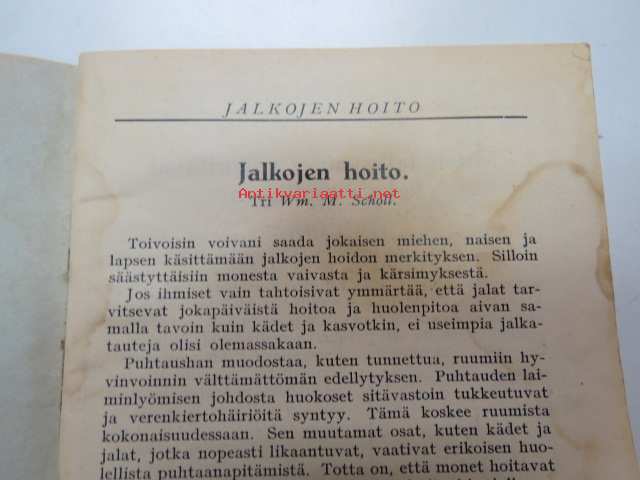 JALKOJEN HOITO
Jalkojen hoito.
Antikvariaatti.net
Tri Wm. M. Scholl.
Toivoisin voivani saada jokaisen miehen, naisen ja
lapsen käsittämään jalkojen hoidon merkityksen. Silloin
säästyttäisiin monesta vaivasta ja kärsimyksestä.
Jos ihmiset vain tahtoisivat ymmärtää, että jalat tar-
vitsevat jokapäiväistä hoitoa ja huolenpitoa aivan sa-
malla tavoin kuin kädet ja kasvotkin, ei useimpia jalka-
tauteja olisi olemassakaan.
Puhtaushan muodostaa, kuten tunnettua, ruumiin hy-
vinvoinnin välttämättömän edellytyksen. Puhtauden lai-
minlyömisen johdosta huokoset sitävastoin tukkeutuvat
ja verenkiertohäiriöitä syntyy. Tämä koskee ruumista
kokonaisuudessaan. Sen muutamat osat, kuten kädet ja
jalat, jotka nopeasti likaantuvat, vaativat erikoisen huo-
lellista puhtaanapitämistä. Totta on, että monet hoitavat